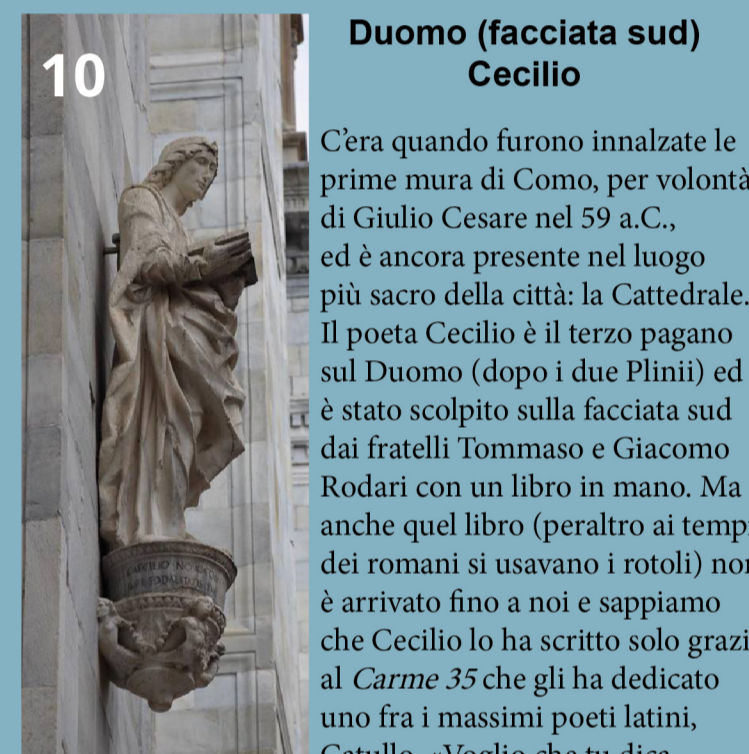 10
Duomo (facciata sud)
Cecilio
C'era quando furono innalzate le
prime mura di Como, per volontà
di Giulio Cesare nel 59 a.C.,
ed è ancora presente nel luogo
più sacro della città: la Cattedrale.
Il poeta Cecilio è il terzo pagano
sul Duomo (dopo i due Plinii) ed
è stato scolpito sulla facciata sud
dai fratelli Tommaso e Giacomo
Rodari con un libro in mano. Ma
anche quel libro (peraltro ai temp
dei romani si usavano i rotoli) no
è arrivato fino a noi e sappiamo
che Cecilio lo ha scritto solo grazi
al Carme 35 che gli ha dedicato
uno fra i massimi poeti latini,
Catullo. «Voglio che tu dica